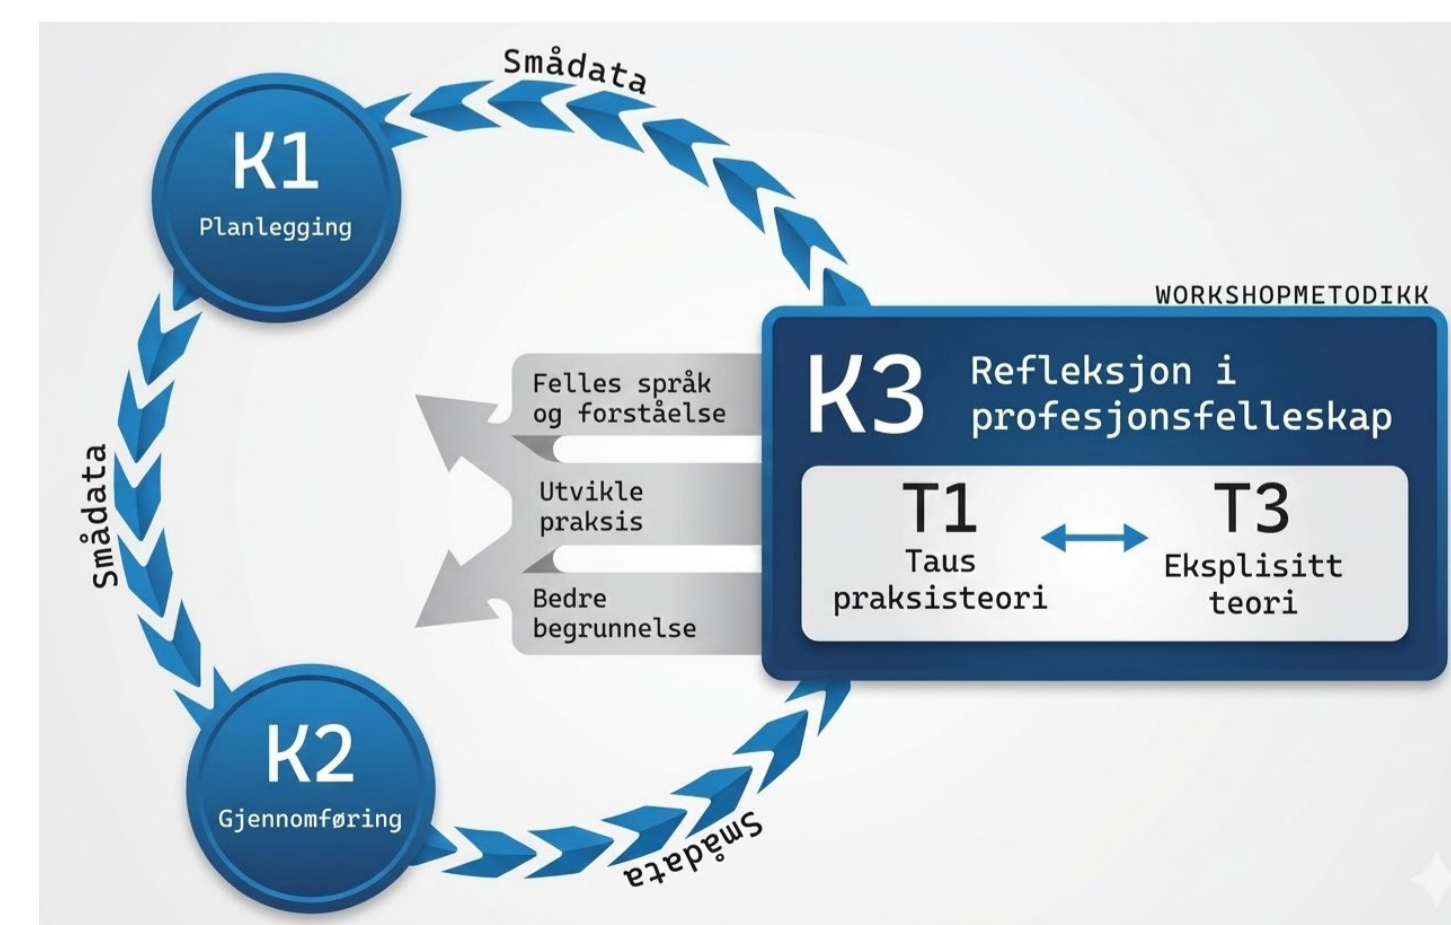 Smådata
K1
Planlegging
WORKSHOPMETODIKK
K3
Refleksjon i
profesjonsfelleskap
Felles språk
og forståelse
Utvikle
praksis
Bedre
begrunnelse
T1
Taus
praksisteori
T3
Eksplisitt
teori
Smådata
K2
Gjennomføring
Smådata